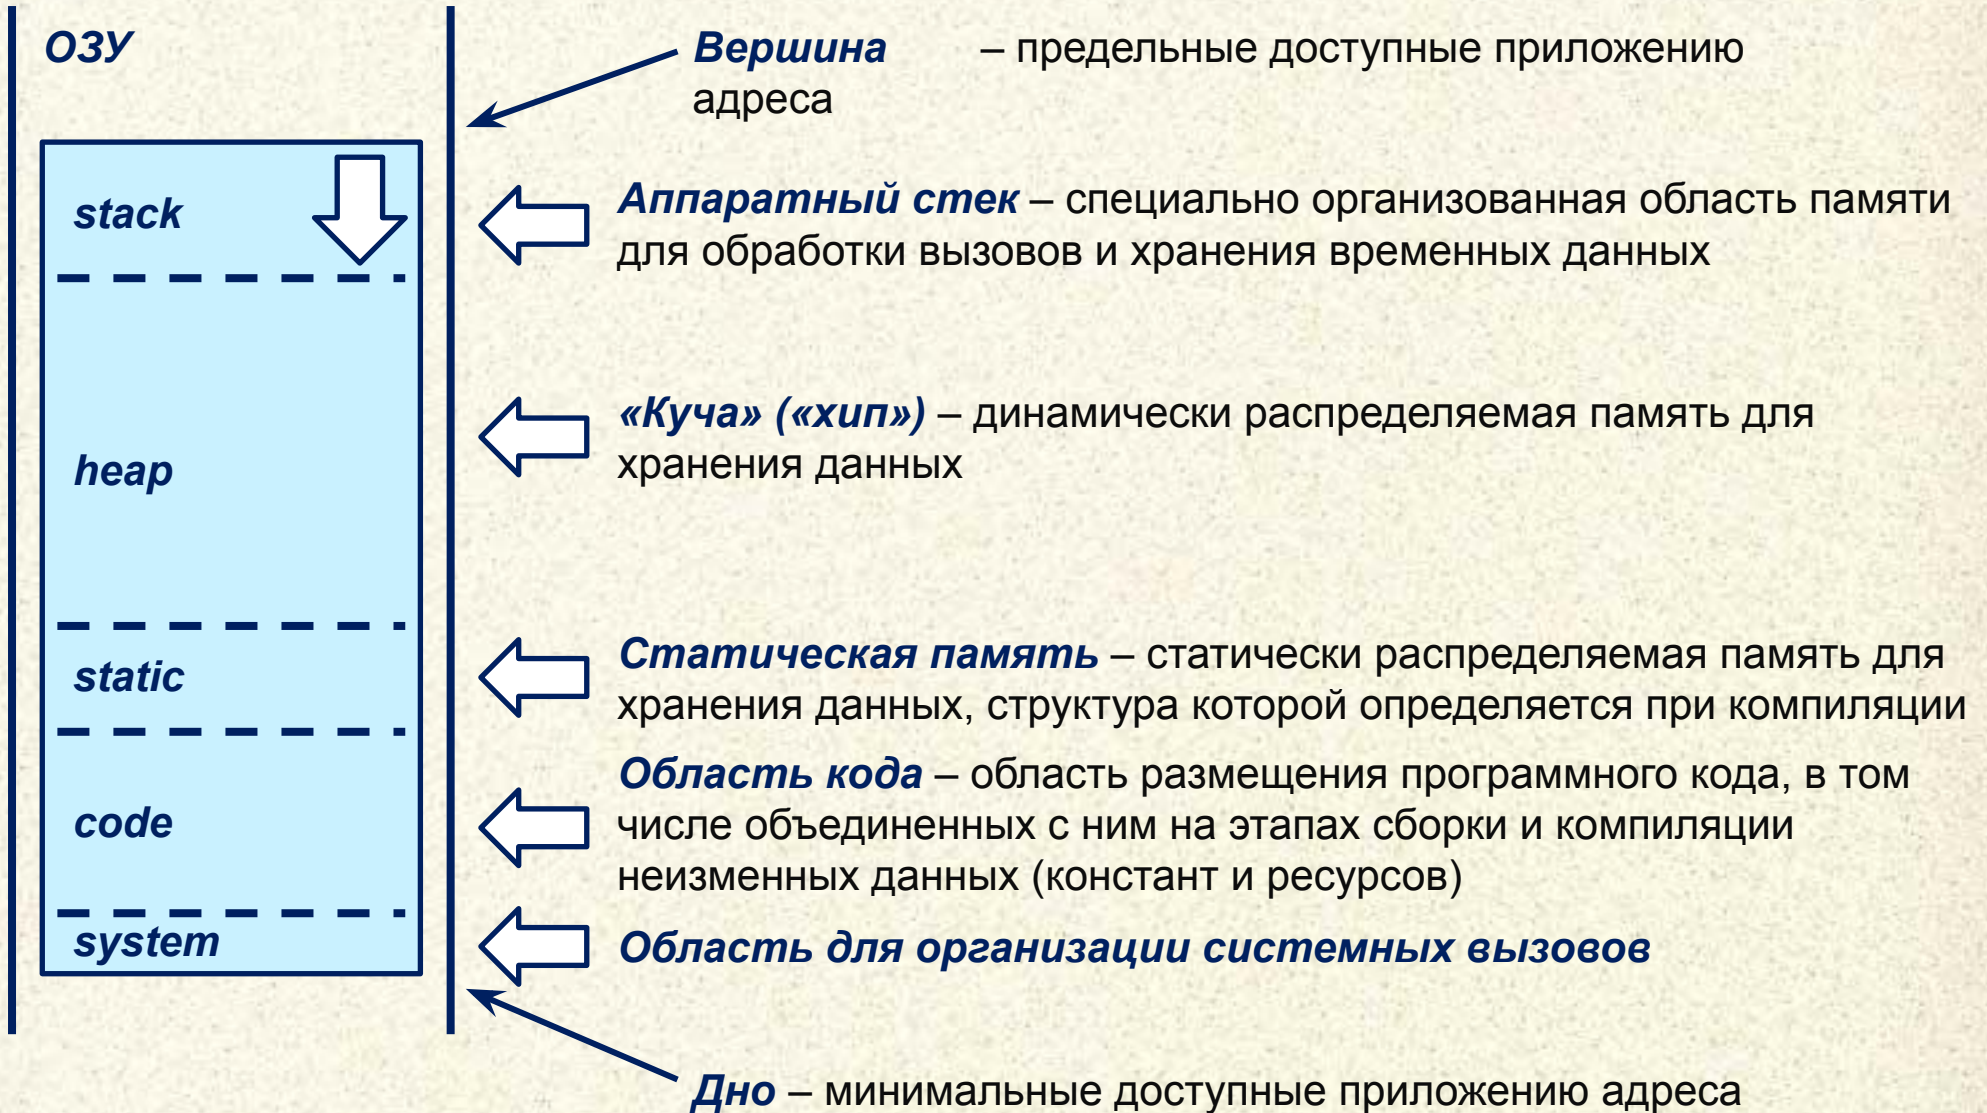 ОЗУ
Вершина – предельные доступные приложению
адреса
stack
Аппаратный стек – специально организованная область памяти
для обработки вызовов и хранения временных данных
heap
«Куча» («хип») – динамически распределяемая память для
хранения данных
static
Статическая память – статически распределяемая память для
хранения данных, структура которой определяется при компиляции
code
Область кода – область размещения программного кода, в том
числе объединенных с ним на этапах сборки и компиляции
неизменных данных (констант и ресурсов)
system
Область для организации системных вызовов
Дно – минимальные доступные приложению адреса